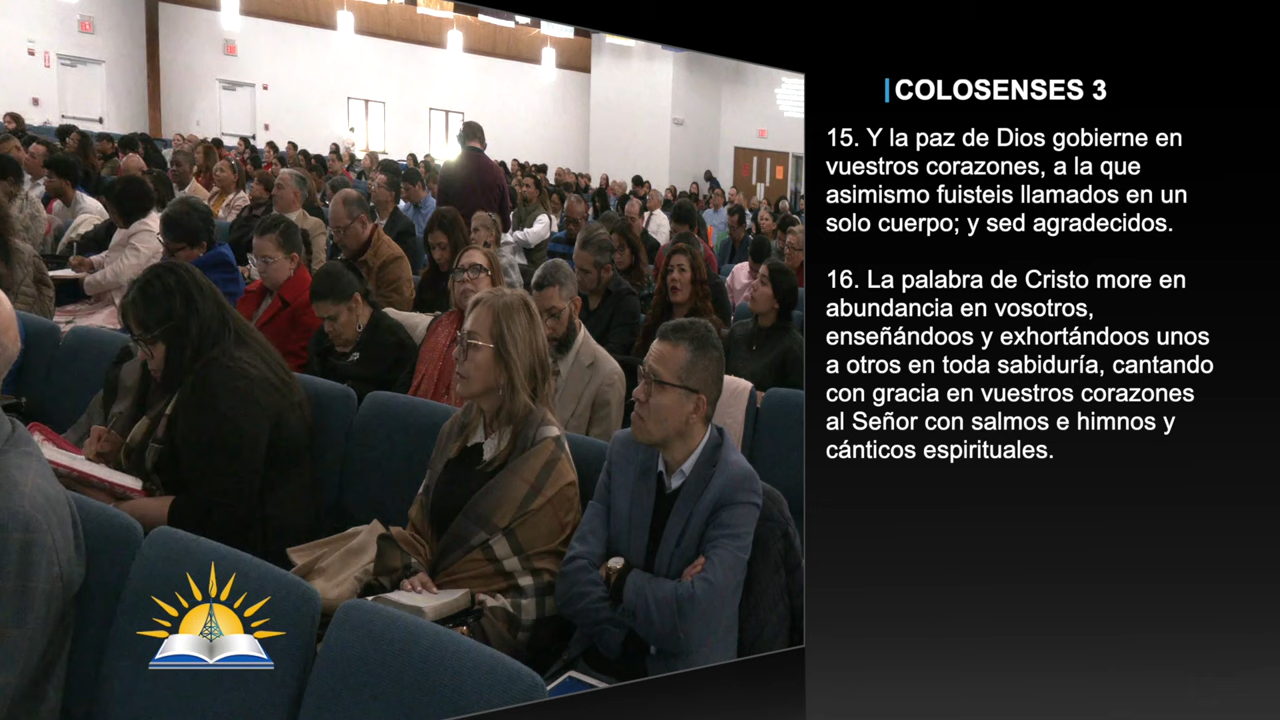 COLOSENSES 3
15. Y la paz de Dios gobierne en
vuestros corazones, a la que
asimismo fuisteis llamados en un
solo cuerpo; y sed agradecidos.
16. La palabra de Cristo more en
abundancia en vosotros,
enseñándoos y exhortándoos unos
a otros en toda sabiduría, cantando
con gracia en vuestros corazones
al Señor con salmos e himnos y
cánticos espirituales.